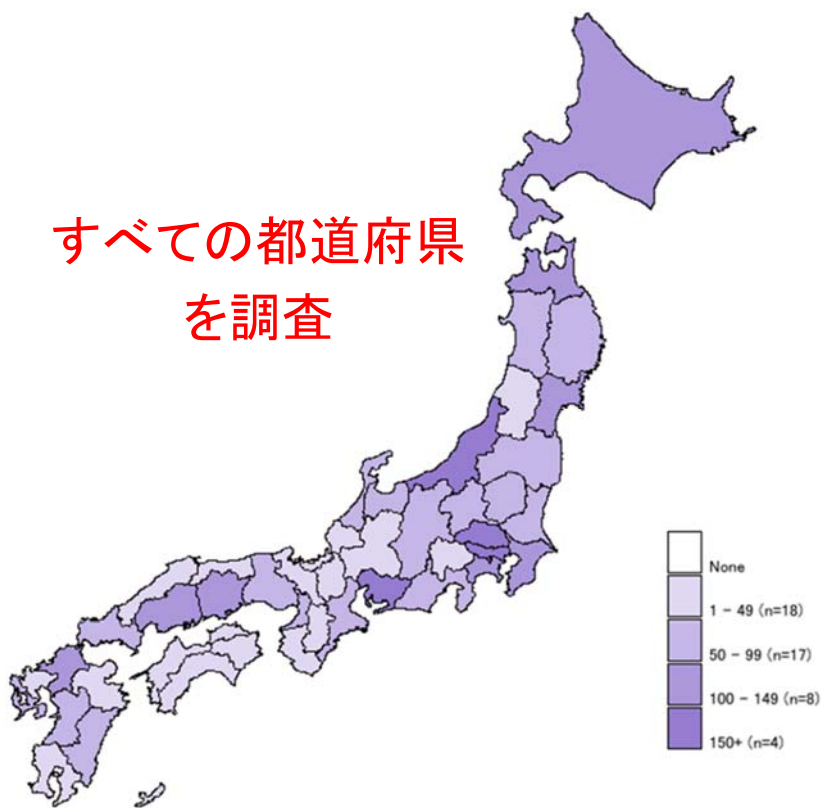 すべての都道府県
を調査
None
1 - 49 (n=18)
50 - 99 (n=17)
100 - 149 (n=8)
150+ (n=4)